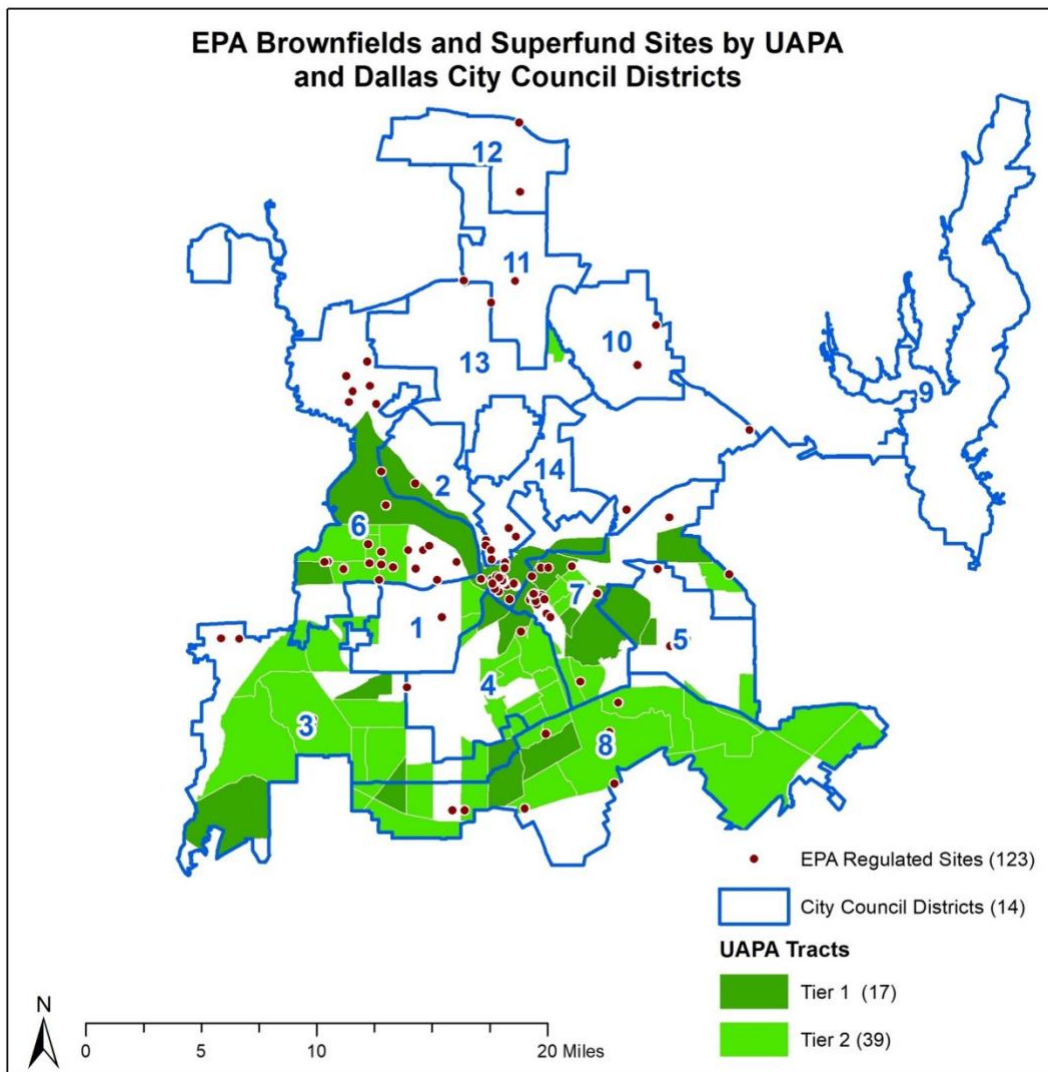 EPA Brownfields and Superfund Sites by UAPA
and Dallas City Council Districts
12
11
10
13
9
14
2
6
7
1
5
4
3
8
EPA Regulated Sites (123)
City Council Districts (14)
UAPA Tracts
Tier 1 (17)
Tier 2 (39)
N
0 5 10 20 Miles